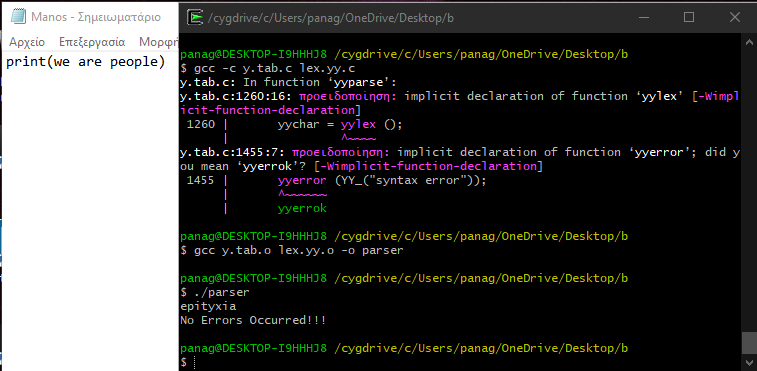 Manos - Σημειωματάριο
Αρχείο Επεξεργασία Μορφή
print(we are people)
/cygdrive/c/Users/panag/OneDrive/Desktop/b
panag@DESKTOP-I9HHHJ8 /cygdrive/c/Users/panag/OneDrive/Desktop/b
$ gcc -c y.tab.c lex.yy.c
y.tab.c: In function ‘yyparse’:
y.tab.c:1260:16: προειδοποίηση: implicit declaration of function ‘yylex’ [-Wimpl
icit-function-declaration]
1260 | yychar = yylex ();
| ^~~~~
y.tab.c:1455:7: προειδοποίηση: implicit declaration of function ‘yyerror’; did y
ou mean ‘yyerrok’? [-Wimplicit-function-declaration]
1455 | yyerror (YY_("syntax error"));
| ^~~~~~~
| yyerrok
panag@DESKTOP-I9HHHJ8 /cygdrive/c/Users/panag/OneDrive/Desktop/b
$ gcc y.tab.o lex.yy.o -o parser
panag@DESKTOP-I9HHHJ8 /cygdrive/c/Users/panag/OneDrive/Desktop/b
$ ./parser
epityxia
No Errors Occurred!!!
panag@DESKTOP-I9HHHJ8 /cygdrive/c/Users/panag/OneDrive/Desktop/b
$